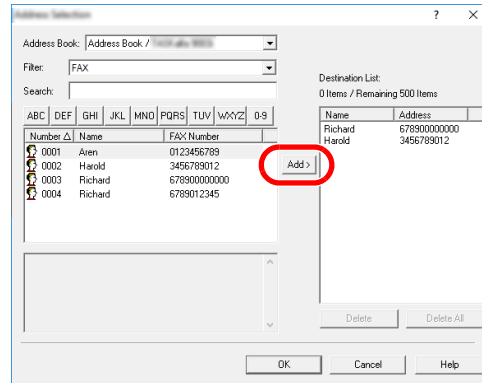 Address Selection
? ×
Address Book: Address Book /
Filter: FAX
Search:
ABC DEF GHI JKL MNO PQRS TUV WXYZ 0-9
Number △ Name FAX Number
0001 Aren 0123456789
0002 Harold 3456789012
0003 Richard 678900000000
0004 Richard 6789012345
Add >
Destination List:
0 Items / Remaining 500 Items
Name Address
Richard 678900000000
Harold 3456789012
Delete Delete All
OK Cancel Help